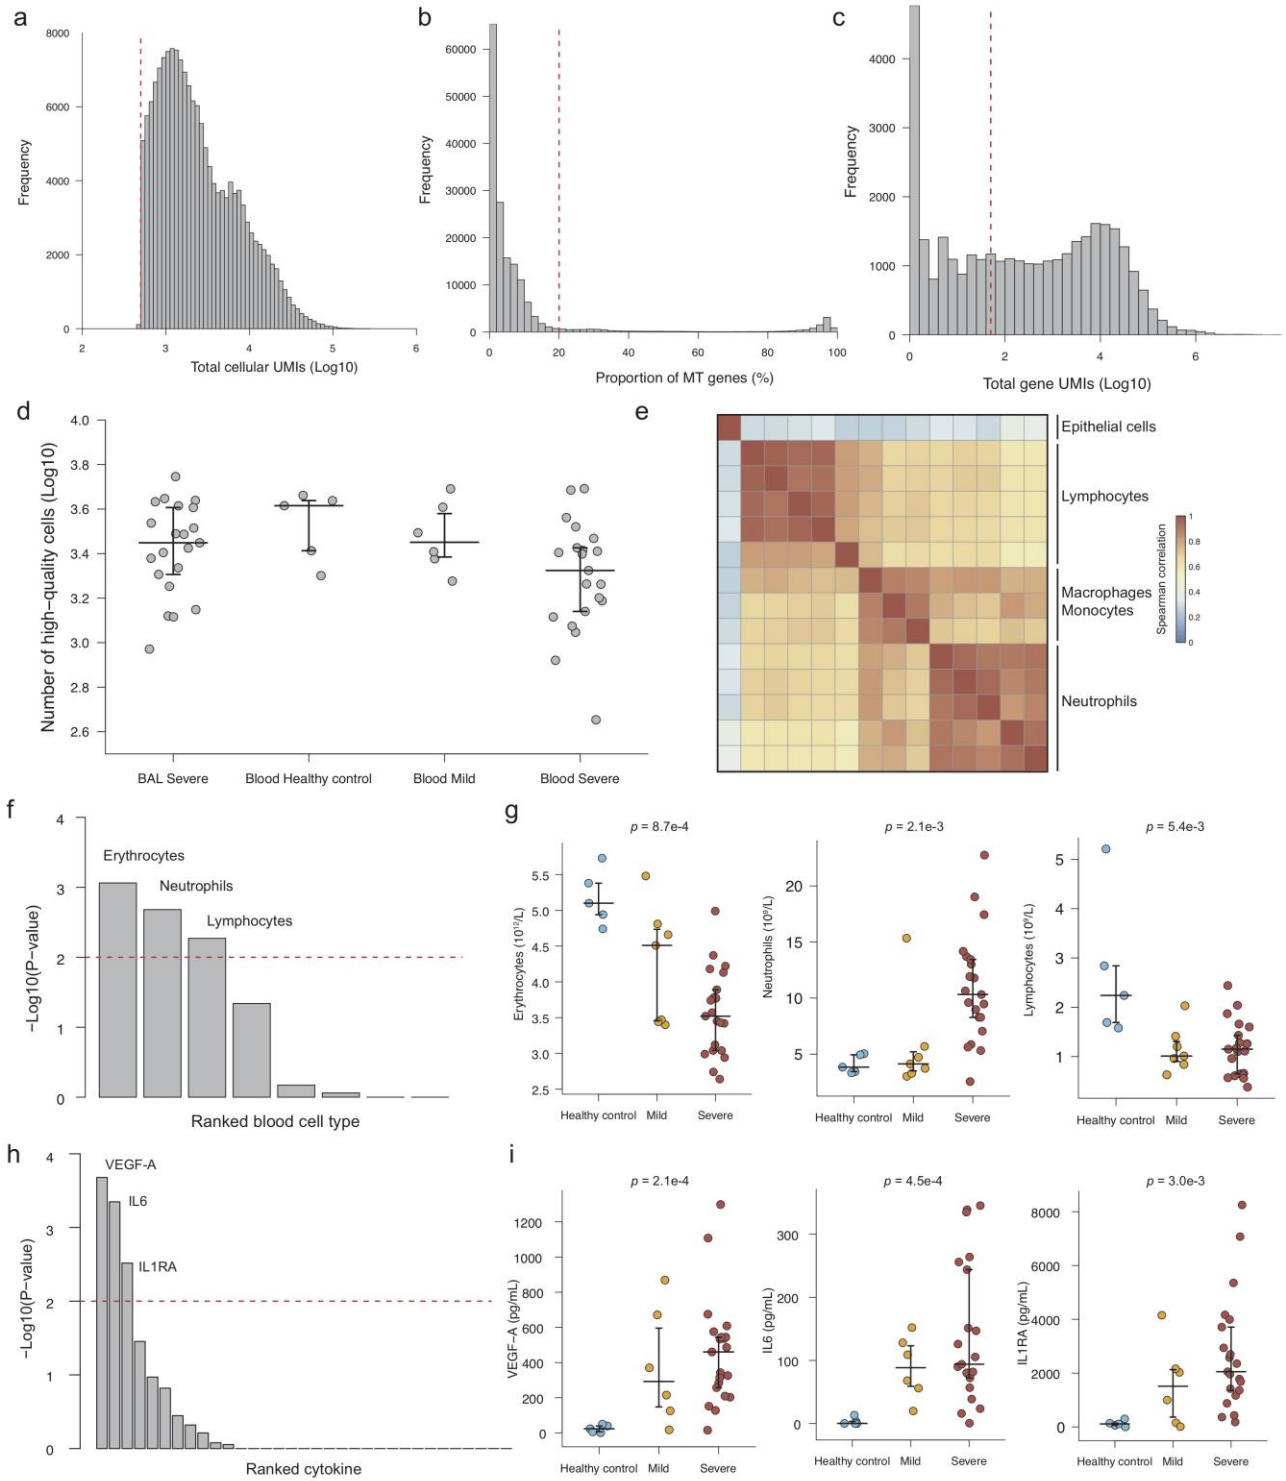 a
8000
6000
4000
2000
0
Frequency
2 3 4 5 6
Total cellular UMIs (Log10)
b
60000
50000
40000
30000
20000
10000
0
Frequency
0 20 40 60 80 100
Proportion of MT genes (%)
c
4000
3000
2000
1000
0
Frequency
0 2 4 6
Total gene UMIs (Log10)
d
4.0
3.8
3.6
3.4
3.2
3.0
2.8
2.6
Number of high-quality cells (Log10)
BAL Severe Blood Healthy control Blood Mild Blood Severe
e
Epithelial cells
Lymphocytes
Macrophages
Monocytes
Neutrophils
Spearman correlation
1
0.8
0.6
0.4
0.2
0
f
4
3
2
1
0
−Log10(P−value)
Erythrocytes
Neutrophils
Lymphocytes
Ranked blood cell type
g
p = 8.7e-4
5.5
5.0
4.5
4.0
3.5
3.0
2.5
Erythrocytes (10¹²/L)
Healthy control Mild Severe
p = 2.1e-3
20
15
10
5
Neutrophils (10⁹/L)
Healthy control Mild Severe
p = 5.4e-3
5
4
3
2
1
Lymphocytes (10⁹/L)
Healthy control Mild Severe
h
4
3
2
1
0
−Log10(P−value)
VEGF-A
IL6
IL1RA
Ranked cytokine
i
p = 2.1e-4
1200
1000
800
600
400
200
0
VEGF-A (pg/mL)
Healthy control Mild Severe
p = 4.5e-4
300
200
100
0
IL6 (pg/mL)
Healthy control Mild Severe
p = 3.0e-3
8000
6000
4000
2000
0
IL1RA (pg/mL)
Healthy control Mild Severe